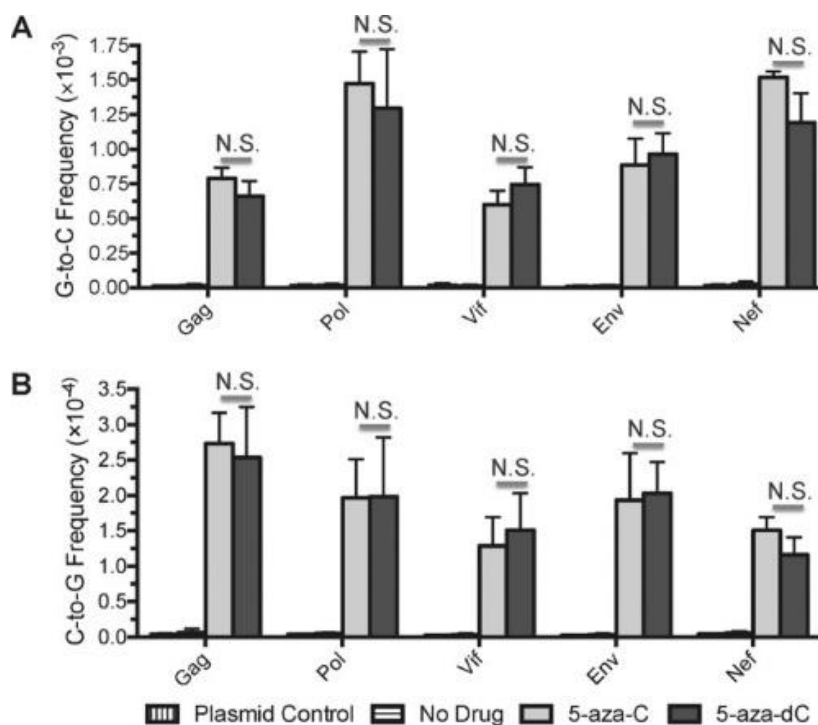 A
G-to-C Frequency (×10⁻³)
1.75
1.50
1.25
1.00
0.75
0.50
0.25
0.00
N.S.
N.S.
N.S.
N.S.
N.S.
Gag
Pol
Vif
Env
Nef
B
C-to-G Frequency (×10⁻⁴)
3.5
3.0
2.5
2.0
1.5
1.0
0.5
0.0
N.S.
N.S.
N.S.
N.S.
N.S.
Gag
Pol
Vif
Env
Nef
Plasmid Control No Drug 5-aza-C 5-aza-dC